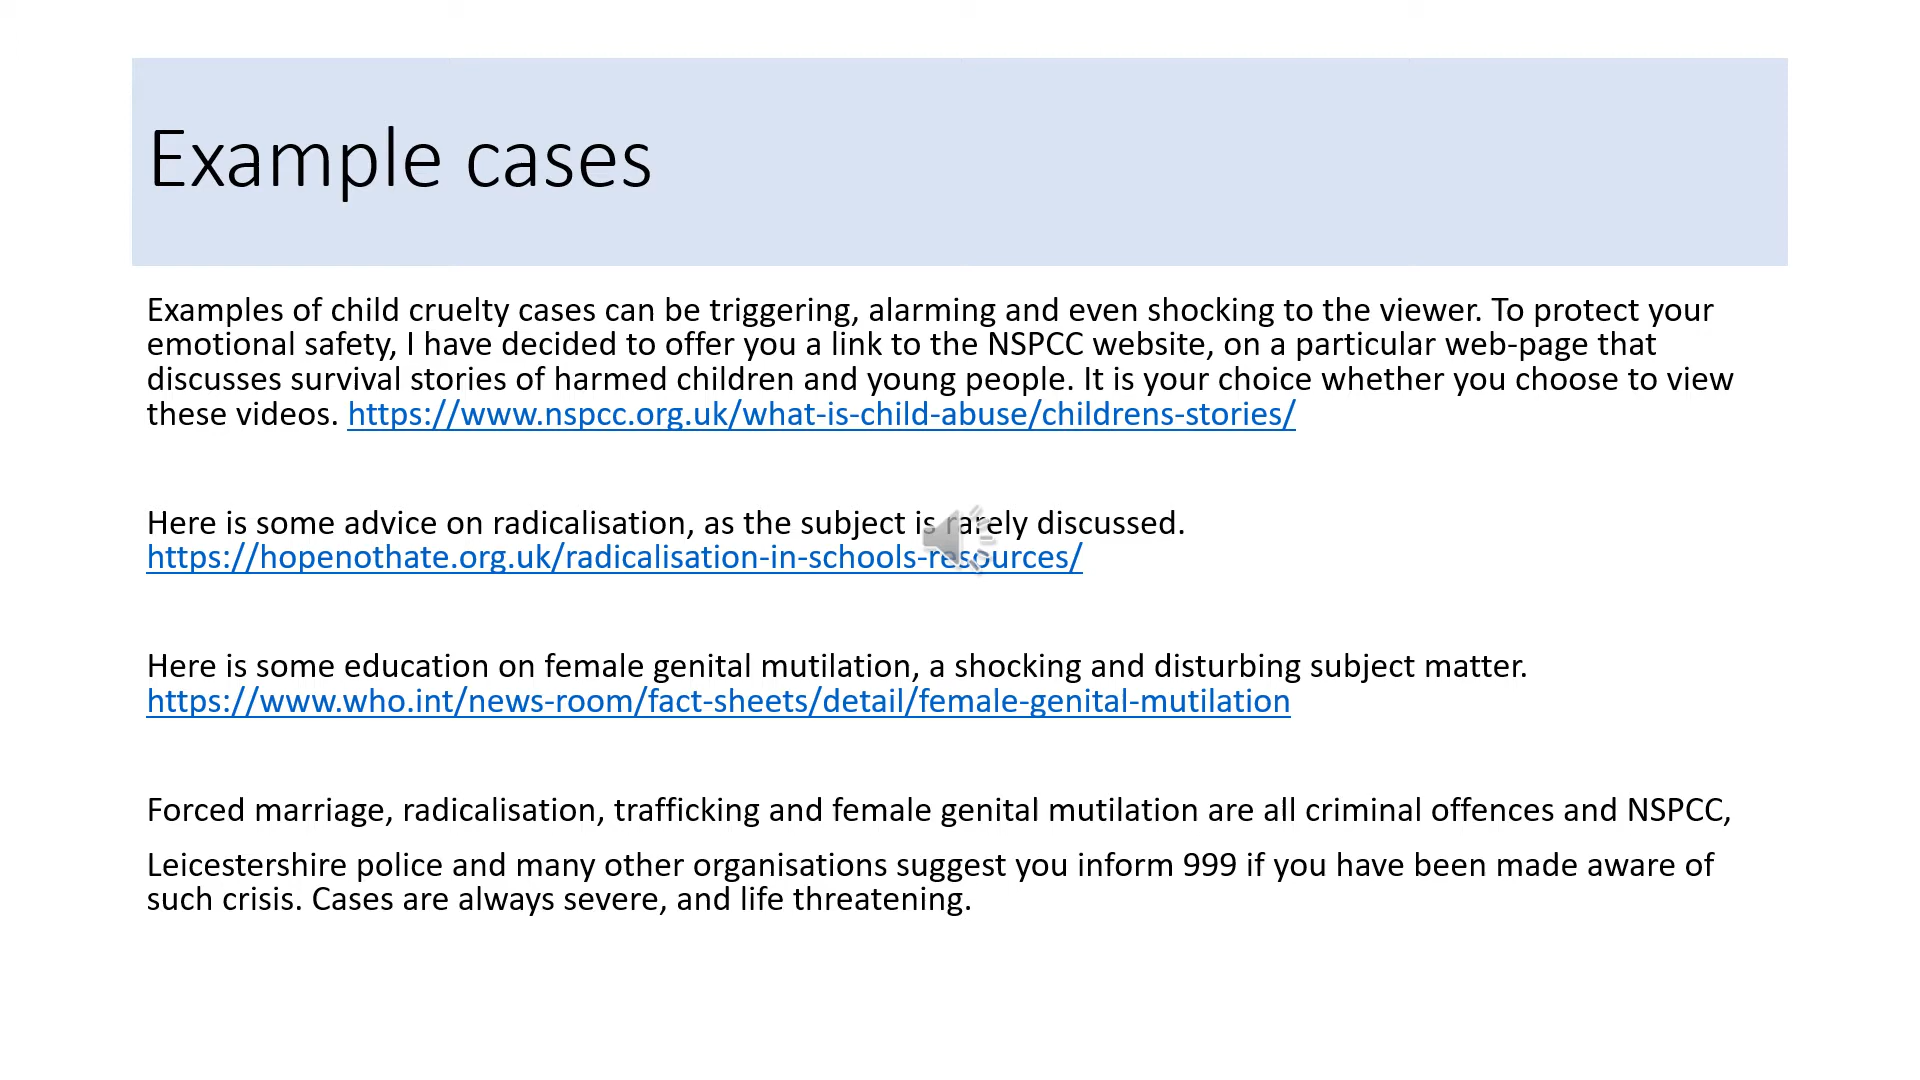 Example cases
Examples of child cruelty cases can be triggering, alarming and even shocking to the viewer. To protect your
emotional safety, I have decided to offer you a link to the NSPCC website, on a particular web-page that
discusses survival stories of harmed children and young people. It is your choice whether you choose to view
these videos. https://www.nspcc.org.uk/what-is-child-abuse/childrens-stories/
Here is some advice on radicalisation, as the subject is rarely discussed.
https://hopenothate.org.uk/radicalisation-in-schools-resources/
Here is some education on female genital mutilation, a shocking and disturbing subject matter.
https://www.who.int/news-room/fact-sheets/detail/female-genital-mutilation
Forced marriage, radicalisation, trafficking and female genital mutilation are all criminal offences and NSPCC,
Leicestershire police and many other organisations suggest you inform 999 if you have been made aware of
such crisis. Cases are always severe, and life threatening.